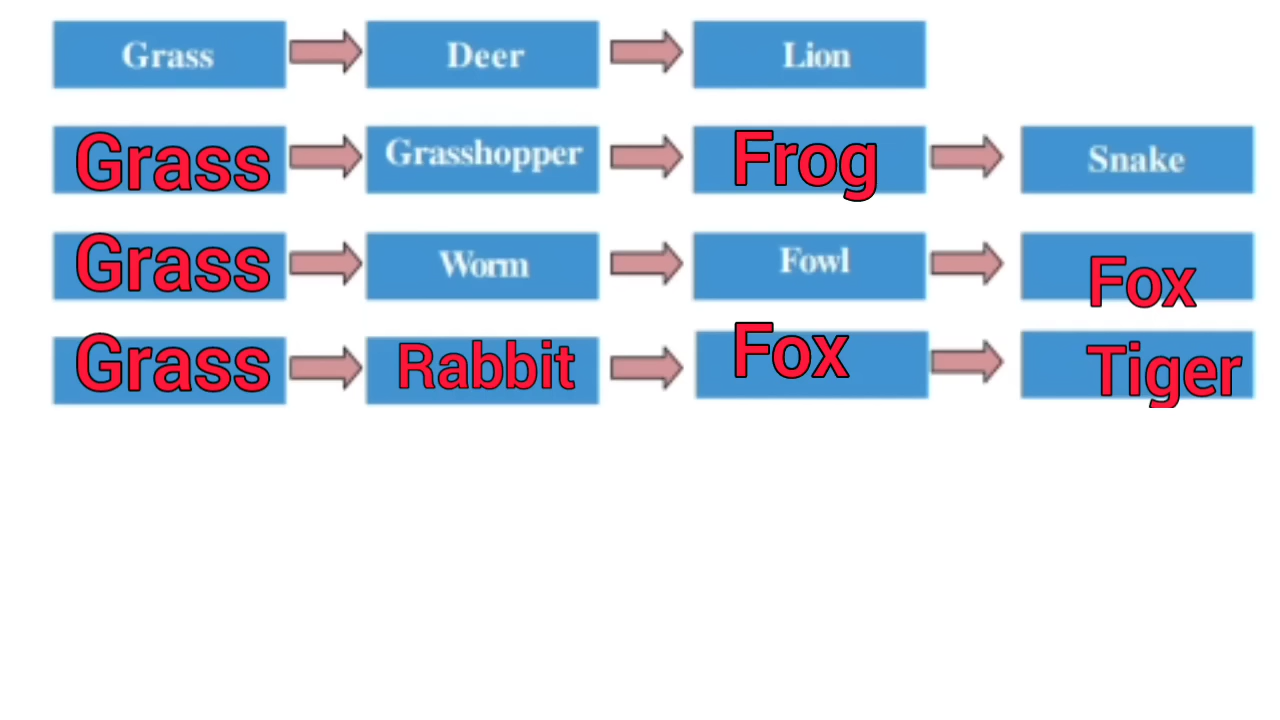 Grass Deer Lion
Grass Grasshopper Frog Snake
Grass Worm Fowl Fox
Grass Rabbit Fox Tiger